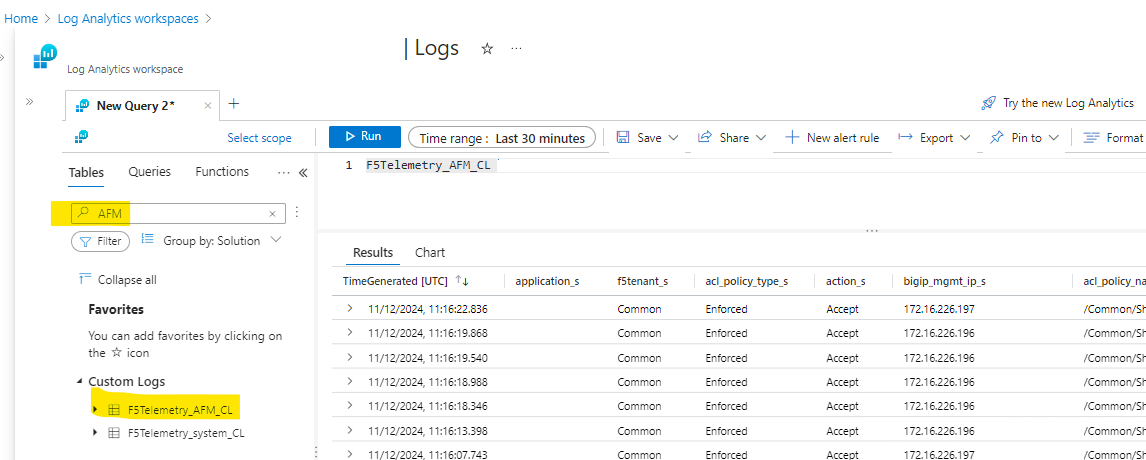 Home > Log Analytics workspaces >
| Logs ☆ ...
Log Analytics workspace
New Query 2* × +
Try the new Log Analytics
Select scope
Run
Time range : Last 30 minutes
Save
Share
New alert rule
Export
Pin to
Format
Tables Queries Functions ...
1 F5Telemetry_AFM_CL
AFM
Filter
Group by: Solution
Collapse all
Favorites
You can add favorites by clicking on
the ☆ icon
Custom Logs
F5Telemetry_AFM_CL
F5Telemetry_system_CL
Results Chart
TimeGenerated [UTC] application_s f5tenant_s acl_policy_type_s action_s bigip_mgmt_ip_s acl_policy_na
11/12/2024, 11:16:22.836 Common Enforced Accept 172.16.226.197 /Common/Sh
11/12/2024, 11:16:19.868 Common Enforced Accept 172.16.226.196 /Common/Sh
11/12/2024, 11:16:19.540 Common Enforced Accept 172.16.226.196 /Common/Sh
11/12/2024, 11:16:18.988 Common Enforced Accept 172.16.226.196 /Common/Sh
11/12/2024, 11:16:18.346 Common Enforced Accept 172.16.226.196 /Common/Sh
11/12/2024, 11:16:13.398 Common Enforced Accept 172.16.226.196 /Common/Sh
11/12/2024, 11:16:07.743 Common Enforced Accept 172.16.226.197 /Common/Sh